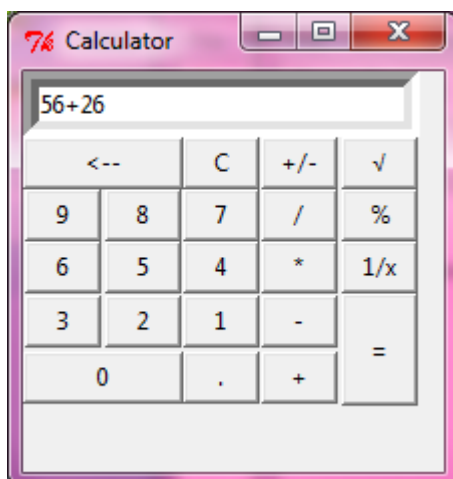 Calculator
56+26
<-- C +/- √
9 8 7 / %
6 5 4 * 1/x
3 2 1 -
=
0 . +